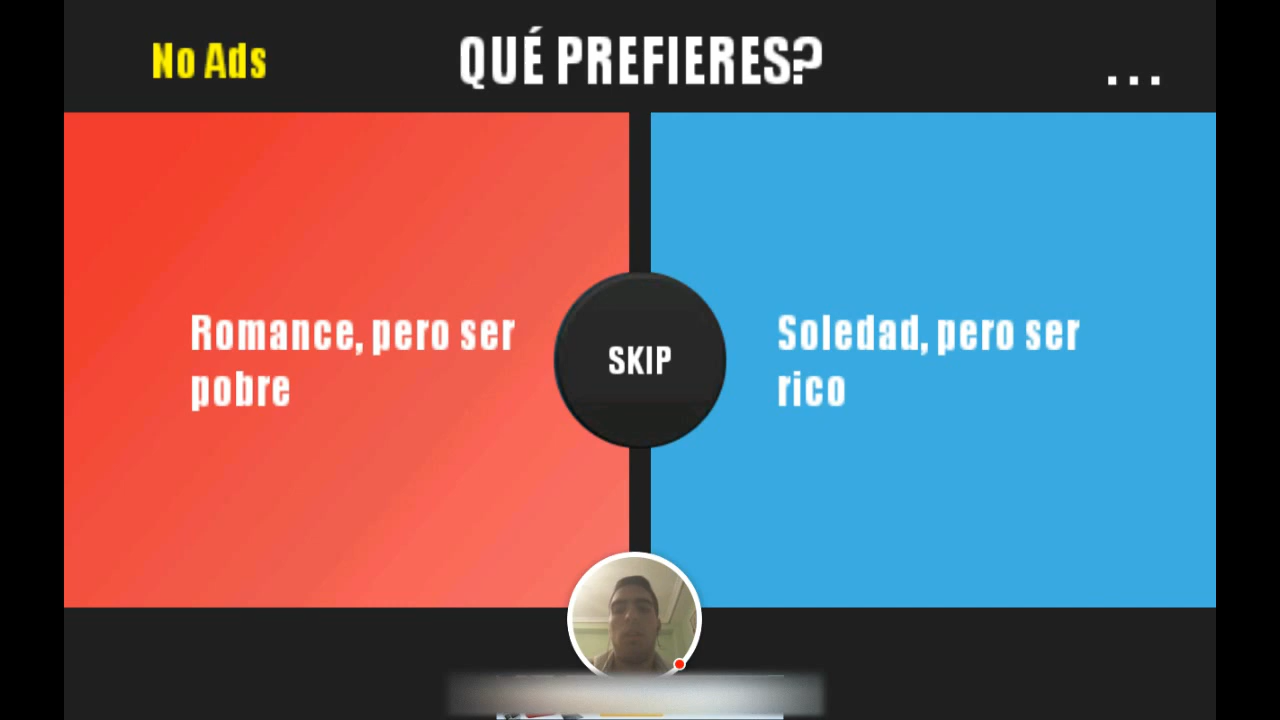 No Ads
QUÉ PREFIERES?
...
Romance, pero ser
pobre
SKIP
Soledad, pero ser
rico